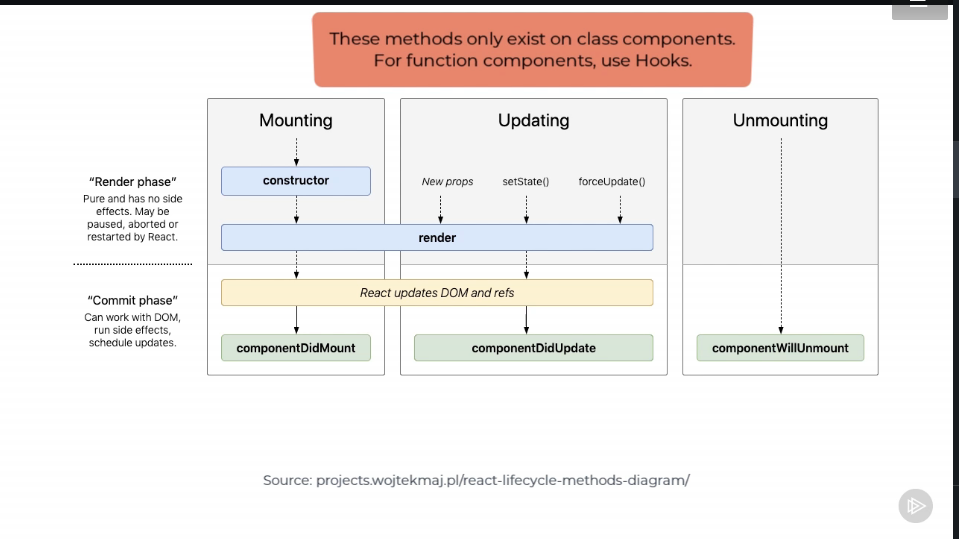 These methods only exist on class components.
For function components, use Hooks.
Mounting
Updating
Unmounting
“Render phase”
Pure and has no side
effects. May be
paused, aborted or
restarted by React.
constructor
New props
setState()
forceUpdate()
render
“Commit phase”
Can work with DOM,
run side effects,
schedule updates.
React updates DOM and refs
componentDidMount
componentDidUpdate
componentWillUnmount
Source: projects.wojtekmaj.pl/react-lifecycle-methods-diagram/